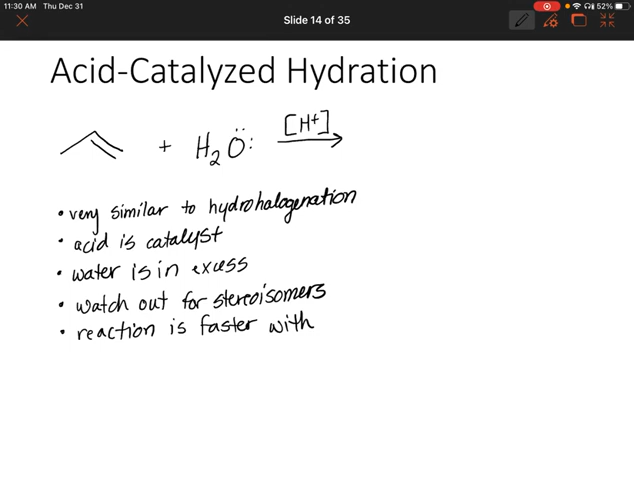 11:30 AM Thu Dec 31
52%
Slide 14 of 35
Acid-Catalyzed Hydration
+ H₂Ö: [H+]
• very similar to hydrohalogenation
• acid is catalyst
• water is in excess
• watch out for stereoisomers
• reaction is faster with